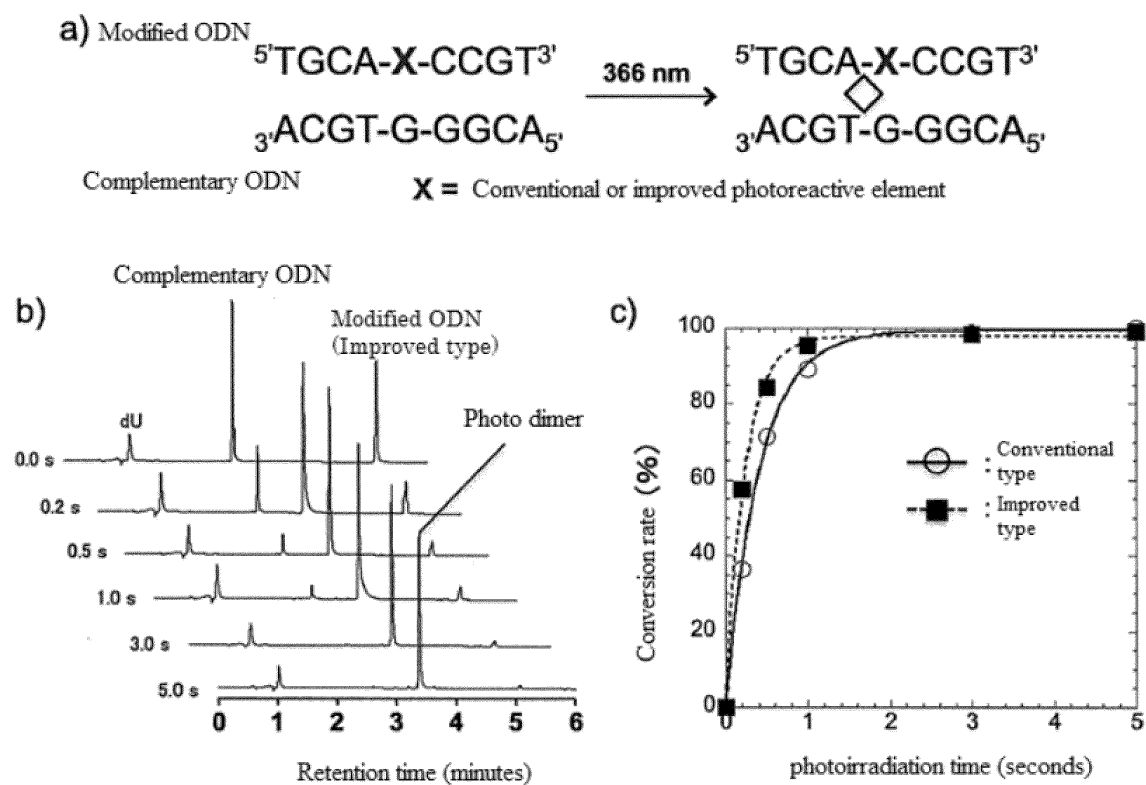 a) Modified ODN
5'TGCA-X-CCGT3'
366 nm
5'TGCA-X-CCGT3'
3'ACGT-G-GGCA5'
3'ACGT-G-GGCA5'
Complementary ODN
X = Conventional or improved photoreactive element
b)
Complementary ODN
Modified ODN
(Improved type)
Photo dimer
dU
0.0 s
0.2 s
0.5 s
1.0 s
3.0 s
5.0 s
0 1 2 3 4 5 6
Retention time (minutes)
c)
100
80
60
40
20
0
Conversion rate (%)
: Conventional
type
: Improved
type
0 1 2 3 4 5
photoirradiation time (seconds)